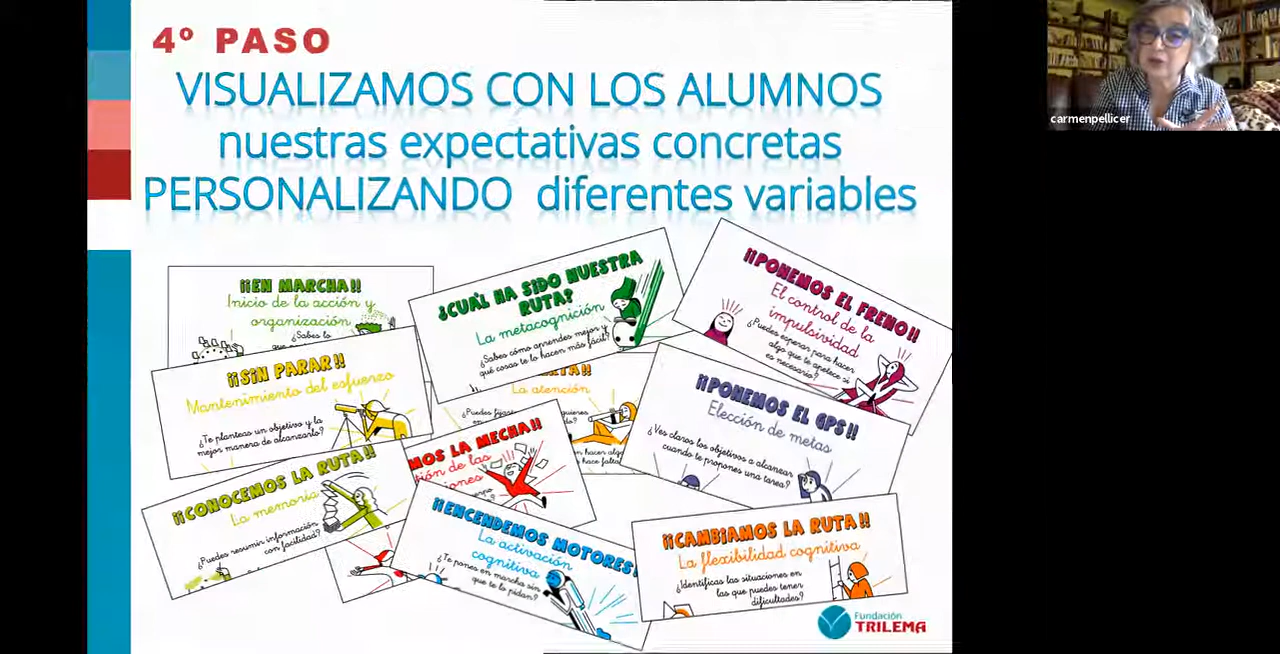 4º PASO
VISUALIZAMOS CON LOS ALUMNOS
nuestras expectativas concretas
PERSONALIZANDO diferentes variables
carmenpellicer
¡¡EN MARCHA!!
Inicio de la acción y
organización
¿Sabes lo
que
¿CUÁL HA SIDO NUESTRA
RUTA?
La metacognición
¿Sabes cómo aprendes mejor y
qué cosas te lo hacen más fácil?
¡¡PONEMOS EL FRENO!!
El control de la
impulsividad
¿Puedes esperar para hacer
algo que te apetece si
es necesario?
¡¡SIN PARAR!!
Mantenimiento del esfuerzo
¿Te planteas un objetivo y la
mejor manera de alcanzarlo?
La atención
¿Puedes
hacer algo
hace falta
¡¡PONEMOS EL GPS!!
Elección de metas
¿Ves claros los objetivos a alcanzar
cuando te propones una tarea?
¡¡CONOCEMOS LA RUTA!!
La memoria
¿Puedes resumir información
con facilidad?
MOS LA MECHA!!
de las
iones
¡¡ENCENDEMOS MOTORES!
La activación
cognitiva
¿Te pones en marcha sin
que te lo pidan?
¡¡CAMBIAMOS LA RUTA!!
La flexibilidad cognitiva
¿Identificas las situaciones en
las que puedes tener
dificultades?
Fundación
TRILEMA